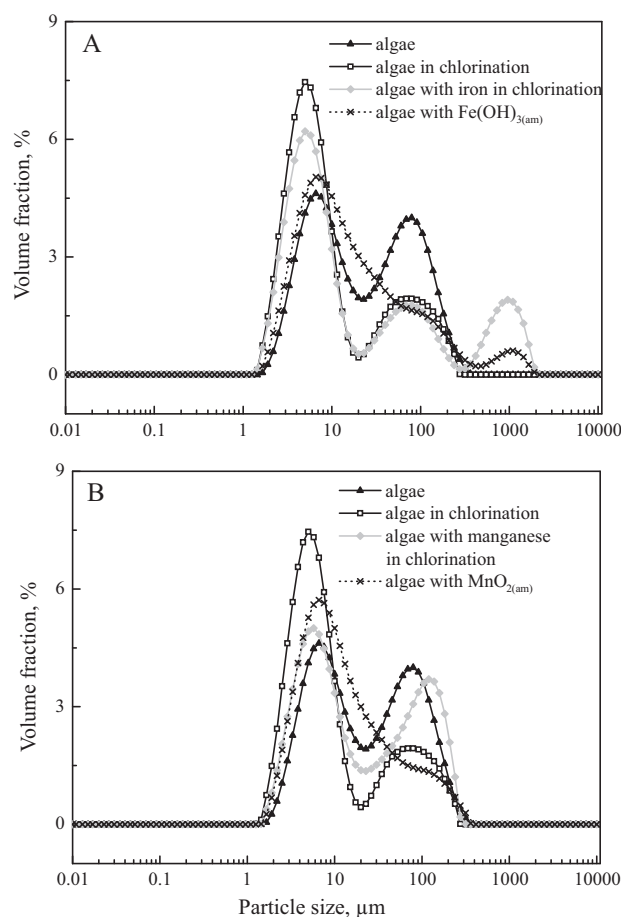 A
algae
algae in chlorination
algae with iron in chlorination
algae with Fe(OH)3(am)
Volume fraction, %
9
6
3
0
0.01 0.1 1 10 100 1000 10000
B
algae
algae in chlorination
algae with manganese
in chlorination
algae with MnO2(am)
Volume fraction, %
9
6
3
0
0.01 0.1 1 10 100 1000 10000
Particle size, µm